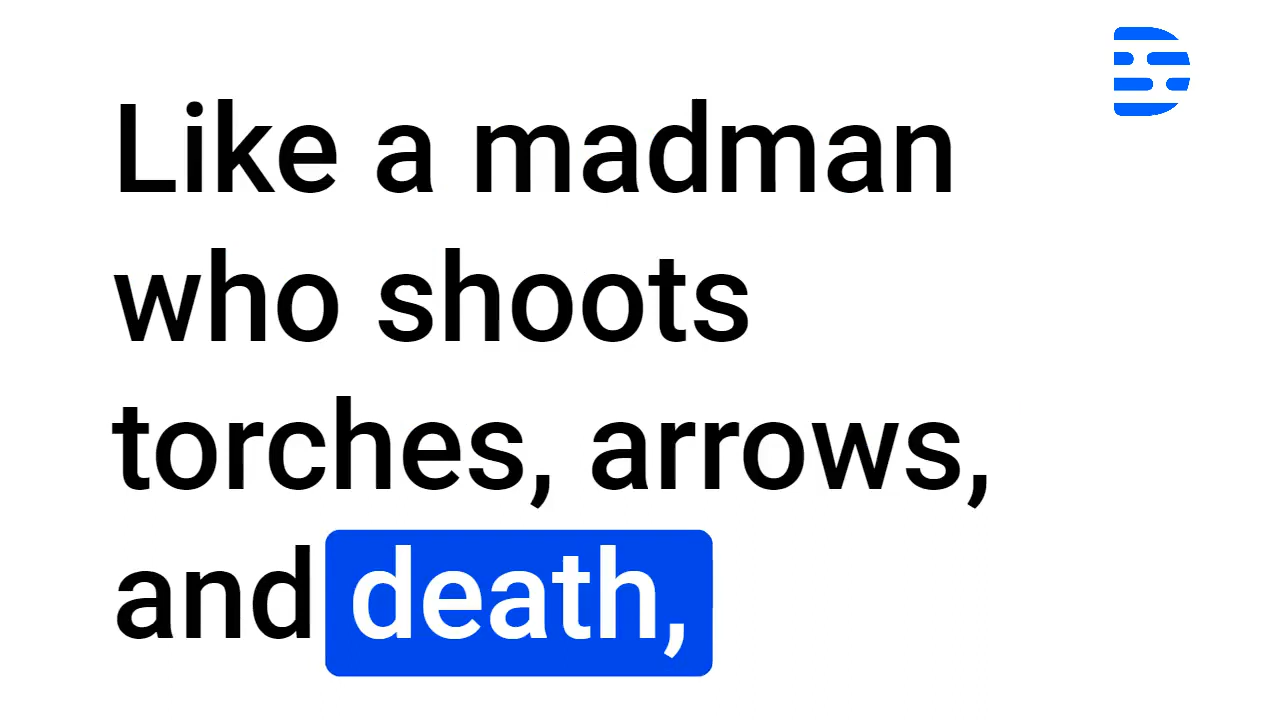 Like a madman
who shoots
torches, arrows,
and death,